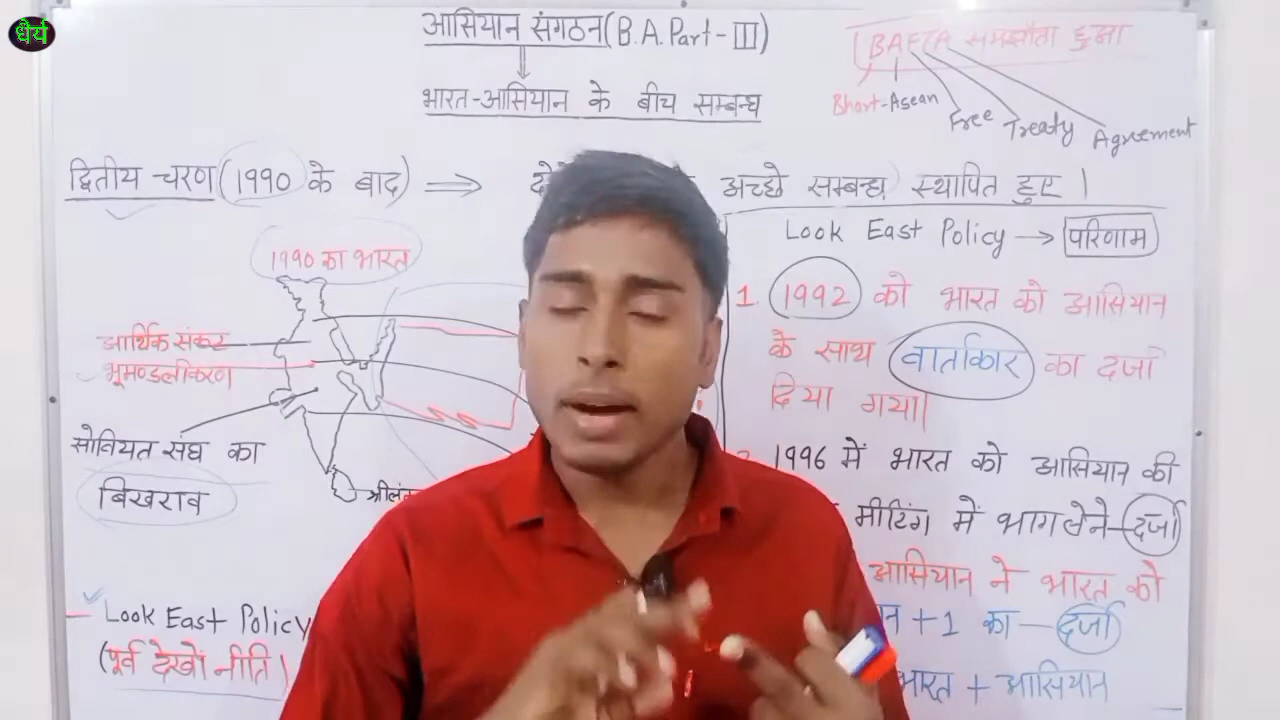 धैर्य
आसियान संगठन (B.A. Part - III)
भारत-आसियान के बीच सम्बन्ध
BAFTA समझौता हुआ
Bhart-Asean Free Treaty Agreement
द्वितीय चरण (1990 के बाद) ⇒ अच्छे सम्बन्ध स्थापित हुए।
1990 का भारत
आर्थिक संकट
भूमण्डलीकरण
सोवियत संघ का
बिखराव
Look East Policy
(पूर्व देखो नीति)
Look East Policy → परिणाम
1 1992 को भारत को आसियान
के साथ वार्ताकार का दर्जा
दिया गया।
1996 में भारत को आसियान की
मीटिंग में भाग लेने - दर्जा
आसियान ने भारत को
+1 का - दर्जा
भारत + आसियान